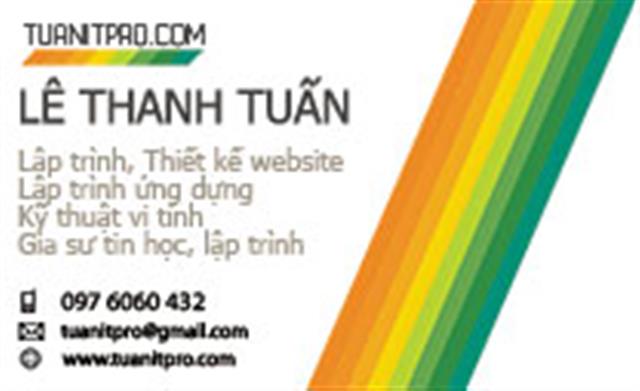 TUANITPRO.COM
LÊ THANH TUẤN
Lập trình, Thiết kế website
Lập trình ứng dụng
Kỹ thuật vi tính
Gia sư tin học, lập trình
097 6060 432
tuanitpro@gmail.com
www.tuanitpro.com